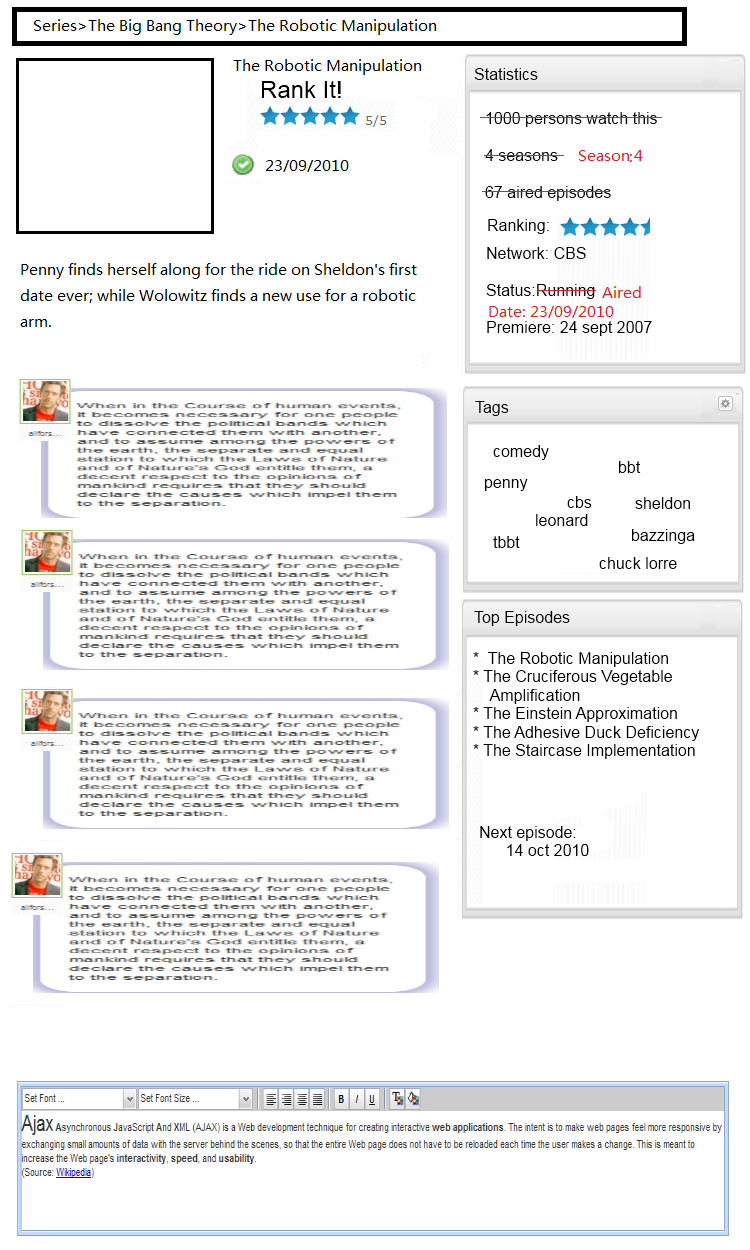 Series>The Big Bang Theory>The Robotic Manipulation
The Robotic Manipulation
Rank It!
5/5
23/09/2010
Penny finds herself along for the ride on Sheldon's first
date ever; while Wolowitz finds a new use for a robotic
arm.
Statistics
1000 persons watch this
4 seasons Season:4
67 aired episodes
Ranking:
Network: CBS
Status:Running Aired
Date: 23/09/2010
Premiere: 24 sept 2007
allfors...
When in the Course of human events,
it becomes necessary for one people
to dissolve the political bands which
have connected them with another,
and to assume among the powers of
the earth, the separate and equal
station to which the Laws of Nature
and of Nature's God entitle them, a
decent respect to the opinions of
mankind requires that they should
declare the causes which impel them
to the separation.
allfors...
When in the Course of human events,
it becomes necessary for one people
to dissolve the political bands which
have connected them with another,
and to assume among the powers of
the earth, the separate and equal
station to which the Laws of Nature
and of Nature's God entitle them, a
decent respect to the opinions of
mankind requires that they should
declare the causes which impel them
to the separation.
allfors...
When in the Course of human events,
it becomes necessary for one people
to dissolve the political bands which
have connected them with another,
and to assume among the powers of
the earth, the separate and equal
station to which the Laws of Nature
and of Nature's God entitle them, a
decent respect to the opinions of
mankind requires that they should
declare the causes which impel them
to the separation.
allfors...
When in the Course of human events,
it becomes necessary for one people
to dissolve the political bands which
have connected them with another,
and to assume among the powers of
the earth, the separate and equal
station to which the Laws of Nature
and of Nature's God entitle them, a
decent respect to the opinions of
mankind requires that they should
declare the causes which impel them
to the separation.
Tags
comedy
bbt
penny
cbs
sheldon
leonard
bazzinga
tbbt
chuck lorre
Top Episodes
* The Robotic Manipulation
* The Cruciferous Vegetable
Amplification
* The Einstein Approximation
* The Adhesive Duck Deficiency
* The Staircase Implementation
Next episode:
14 oct 2010
Set Font ... Set Font Size ... B I U
Ajax Asynchronous JavaScript And XML (AJAX) is a Web development technique for creating interactive web applications. The intent is to make web pages feel more responsive by
exchanging small amounts of data with the server behind the scenes, so that the entire Web page does not have to be reloaded each time the user makes a change. This is meant to
increase the Web page's interactivity, speed, and usability.
(Source: Wikipedia)